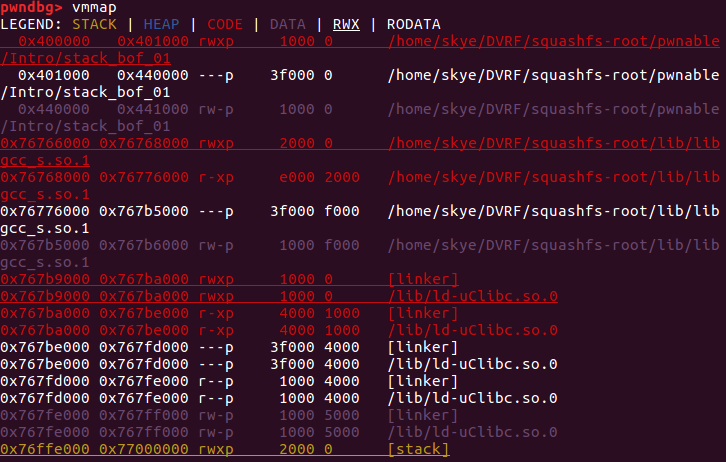 pwndbg> vmmap
LEGEND: STACK | HEAP | CODE | DATA | RWX | RODATA
0x400000 0x401000 rwxp 1000 0 /home/skye/DVRF/squashfs-root/pwnable
/Intro/stack_bof_01
0x401000 0x440000 ---p 3f000 0 /home/skye/DVRF/squashfs-root/pwnable
/Intro/stack_bof_01
0x440000 0x441000 rw-p 1000 0 /home/skye/DVRF/squashfs-root/pwnable
/Intro/stack_bof_01
0x76766000 0x76768000 rwxp 2000 0 /home/skye/DVRF/squashfs-root/lib/lib
gcc_s.so.1
0x76768000 0x76776000 r-xp e000 2000 /home/skye/DVRF/squashfs-root/lib/lib
gcc_s.so.1
0x76776000 0x767b5000 ---p 3f000 f000 /home/skye/DVRF/squashfs-root/lib/lib
gcc_s.so.1
0x767b5000 0x767b6000 rw-p 1000 f000 /home/skye/DVRF/squashfs-root/lib/lib
gcc_s.so.1
0x767b9000 0x767ba000 rwxp 1000 0 [linker]
0x767b9000 0x767ba000 rwxp 1000 0 /lib/ld-uClibc.so.0
0x767ba000 0x767be000 r-xp 4000 1000 [linker]
0x767ba000 0x767be000 r-xp 4000 1000 /lib/ld-uClibc.so.0
0x767be000 0x767fd000 ---p 3f000 4000 [linker]
0x767be000 0x767fd000 ---p 3f000 4000 /lib/ld-uClibc.so.0
0x767fd000 0x767fe000 r--p 1000 4000 [linker]
0x767fd000 0x767fe000 r--p 1000 4000 /lib/ld-uClibc.so.0
0x767fe000 0x767ff000 rw-p 1000 5000 [linker]
0x767fe000 0x767ff000 rw-p 1000 5000 /lib/ld-uClibc.so.0
0x76ffe000 0x77000000 rwxp 2000 0 [stack]